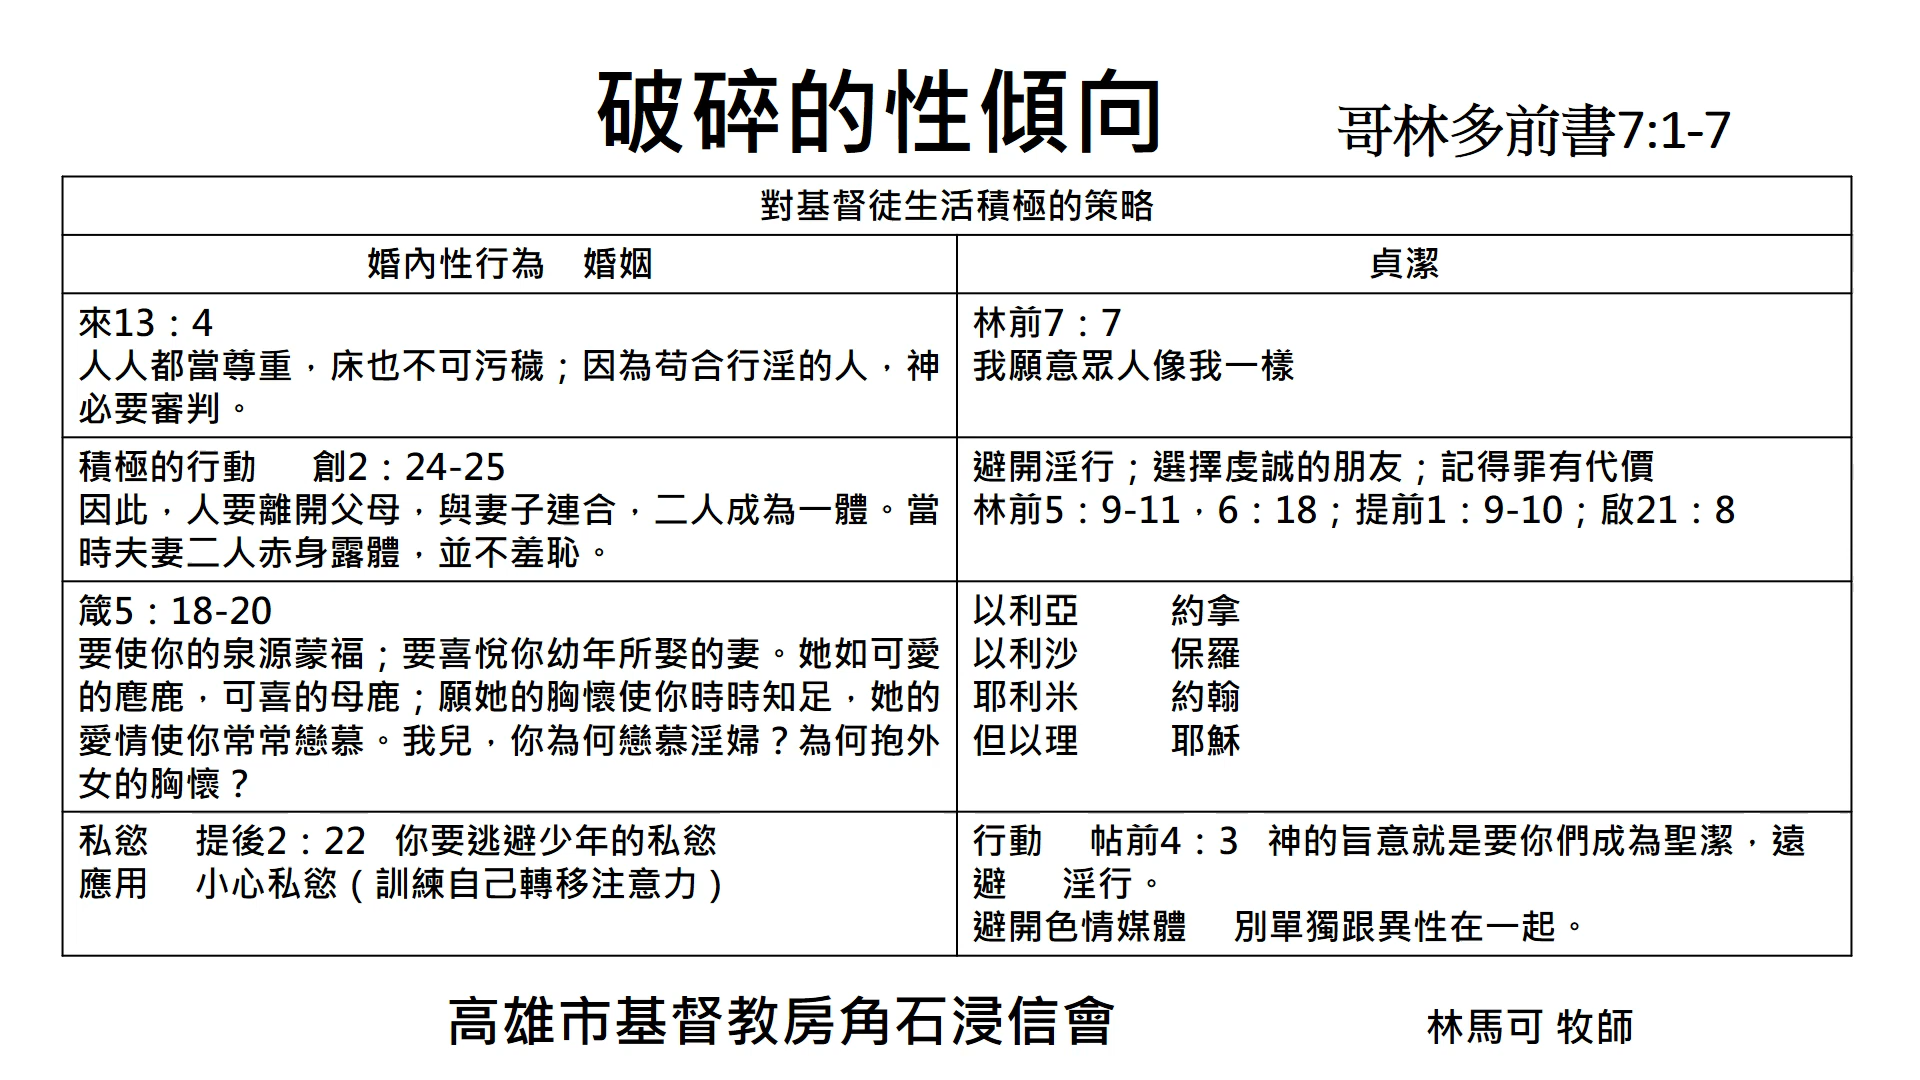 破碎的性傾向 哥林多前書7:1-7
對基督徒生活積極的策略
婚內性行為 婚姻
貞潔
來13：4
人人都當尊重，床也不可污穢；因為苟合行淫的人，神
必要審判。
林前7：7
我願意眾人像我一樣
積極的行動 創2：24-25
因此，人要離開父母，與妻子連合，二人成為一體。當
時夫妻二人赤身露體，並不羞恥。
避開淫行；選擇虔誠的朋友；記得罪有代價
林前5：9-11，6：18；提前1：9-10；啟21：8
箴5：18-20
要使你的泉源蒙福；要喜悅你幼年所娶的妻。她如可愛
的麀鹿，可喜的母鹿；願她的胸懷使你時時知足，她的
愛情使你常常戀慕。我兒，你為何戀慕淫婦？為何抱外
女的胸懷？
以利亞 約拿
以利沙 保羅
耶利米 約翰
但以理 耶穌
私慾 提後2：22 你要逃避少年的私慾
應用 小心私慾（訓練自己轉移注意力）
行動 帖前4：3 神的旨意就是要你們成為聖潔，遠
避 淫行。
避開色情媒體 別單獨跟異性在一起。
高雄市基督教房角石浸信會 林馬可 牧師